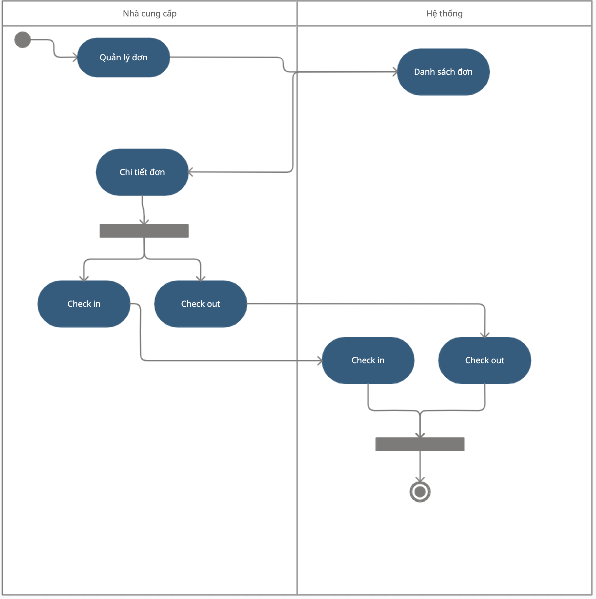 Nhà cung cấp
Hệ thống
Quản lý đơn
Danh sách đơn
Chi tiết đơn
Check in
Check out
Check in
Check out